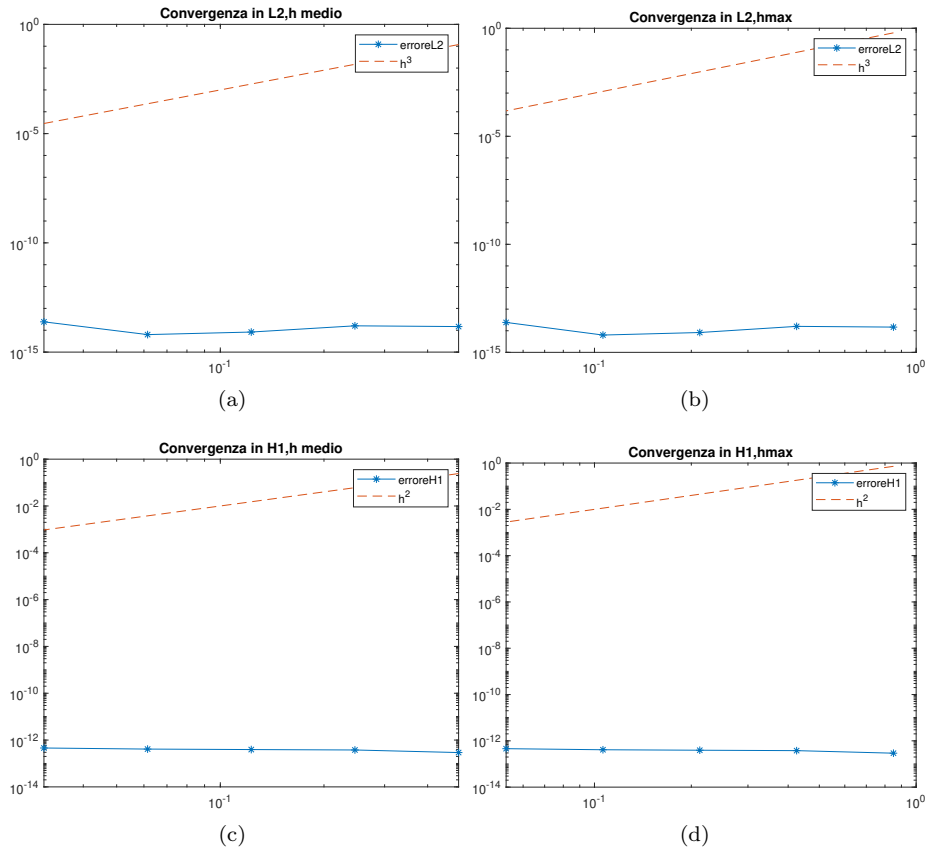 Convergenza in L2,h medio
10^0
10^-5
10^-10
10^-15
10^-1
erroreL2
h^3
(a)
Convergenza in L2,hmax
10^0
10^-5
10^-10
10^-15
10^-1
10^0
erroreL2
h^3
(b)
Convergenza in H1,h medio
10^0
10^-2
10^-4
10^-6
10^-8
10^-10
10^-12
10^-14
10^-1
erroreH1
h^2
(c)
Convergenza in H1,hmax
10^0
10^-2
10^-4
10^-6
10^-8
10^-10
10^-12
10^-14
10^-1
10^0
erroreH1
h^2
(d)